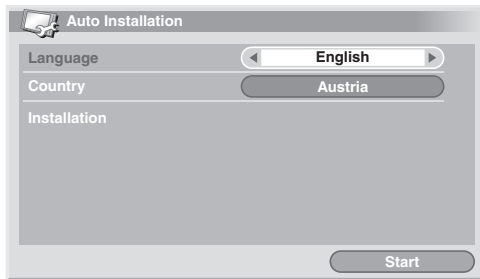 Auto Installation
Language English
Country Austria
Installation
Start